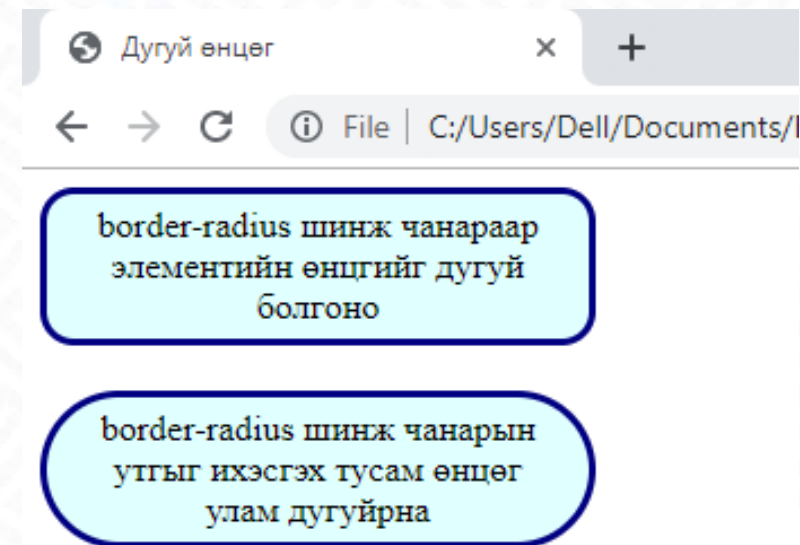 Дугуй өнцөг
File
C:/Users/Dell/Documents/
border-radius шинж чанараар
элементийн өнцгийг дугуй
болгоно
border-radius шинж чанарын
утгыг ихэсгэх тусам өнцөг
улам дугуйрна